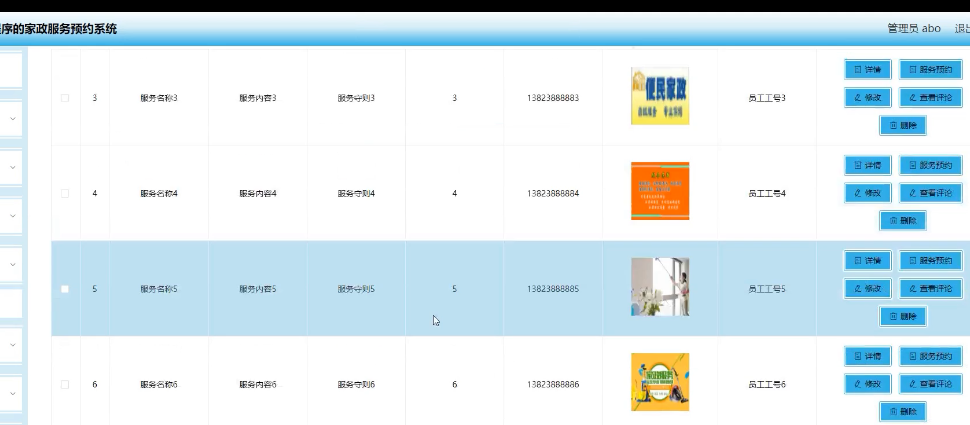 序的家政服务预约系统
管理员 abo 退出
3 服务名称3 服务内容3 服务守则3 3 13823888883 便民家政 员工工号3 详情 服务预约
修改 查看评论
删除
4 服务名称4 服务内容4 服务守则4 4 13823888884 员工工号4 详情 服务预约
修改 查看评论
删除
5 服务名称5 服务内容5 服务守则5 5 13823888885 员工工号5 详情 服务预约
修改 查看评论
删除
6 服务名称6 服务内容6 服务守则6 6 13823888886 家政服务 员工工号6 详情 服务预约
修改 查看评论
删除